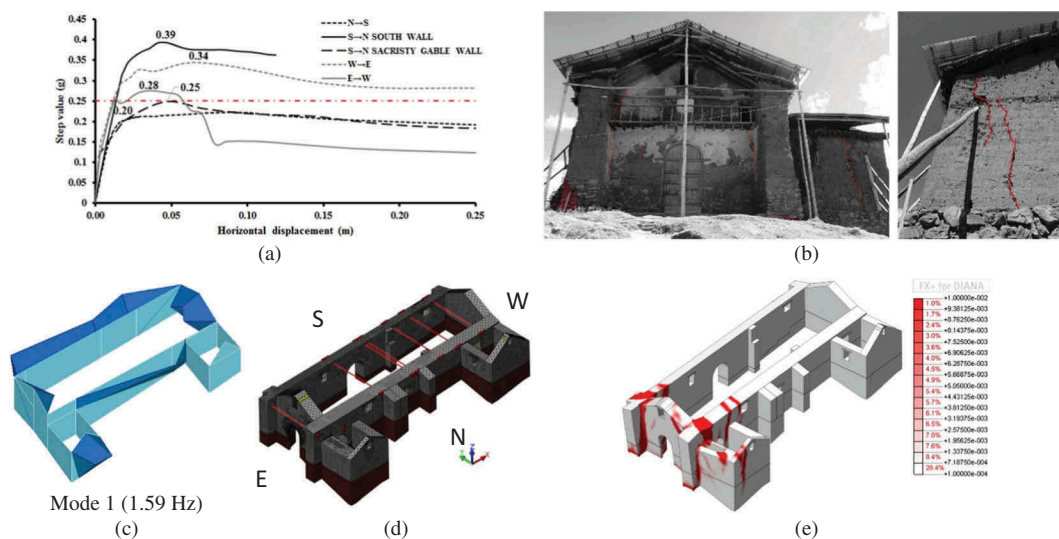 (a)
Step value (g)
0.45
0.4
0.35
0.3
0.25
0.2
0.15
0.1
0.05
0
0.00
0.05
0.10
0.15
0.20
0.25
Horizontal displacement (m)
0.39
0.34
0.28
0.25
0.20
N→S
S→N SOUTH WALL
S→N SACRISTY GABLE WALL
W→E
E→W
(b)
Mode 1 (1.59 Hz)
(c)
S
W
N
E
(d)
FX+ for DIANA
+1.00000e-002
1.0%
+9.38125e-003
1.7%
+8.76250e-003
2.4%
+8.14375e-003
3.0%
+7.52500e-003
3.6%
+6.90625e-003
4.0%
+6.28750e-003
4.5%
+5.66875e-003
4.9%
+5.05000e-003
5.4%
+4.43125e-003
5.7%
+3.81250e-003
6.1%
+3.19375e-003
6.5%
+2.57500e-003
7.0%
+1.95625e-003
7.6%
+1.33750e-003
8.4%
+7.18750e-004
28.4%
+1.00000e-004
(e)